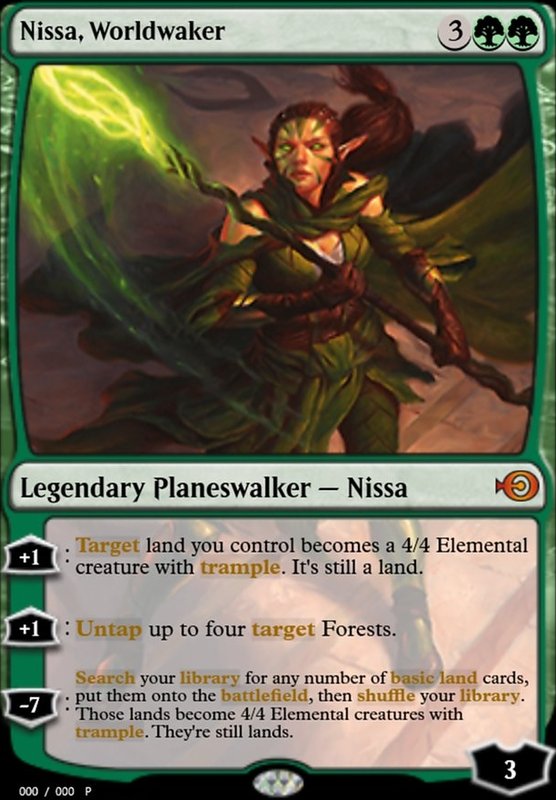 Nissa, Worldwaker 3
Legendary Planeswalker — Nissa
+1 : Target land you control becomes a 4/4 Elemental
creature with trample. It's still a land.
+1 : Untap up to four target Forests.
-7 : Search your library for any number of basic land cards,
put them onto the battlefield, then shuffle your library.
Those lands become 4/4 Elemental creatures with
trample. They're still lands.
3
000 / 000 P